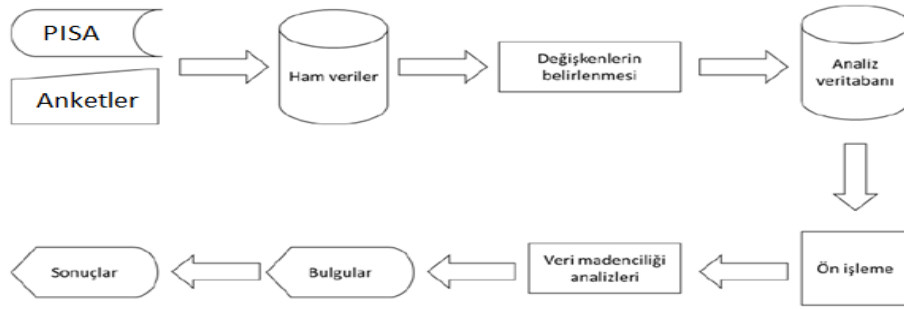 PISA
Anketler
Ham veriler
Değişkenlerin
belirlenmesi
Analiz
veritabanı
Ön işleme
Veri madenciliği
analizleri
Bulgular
Sonuçlar